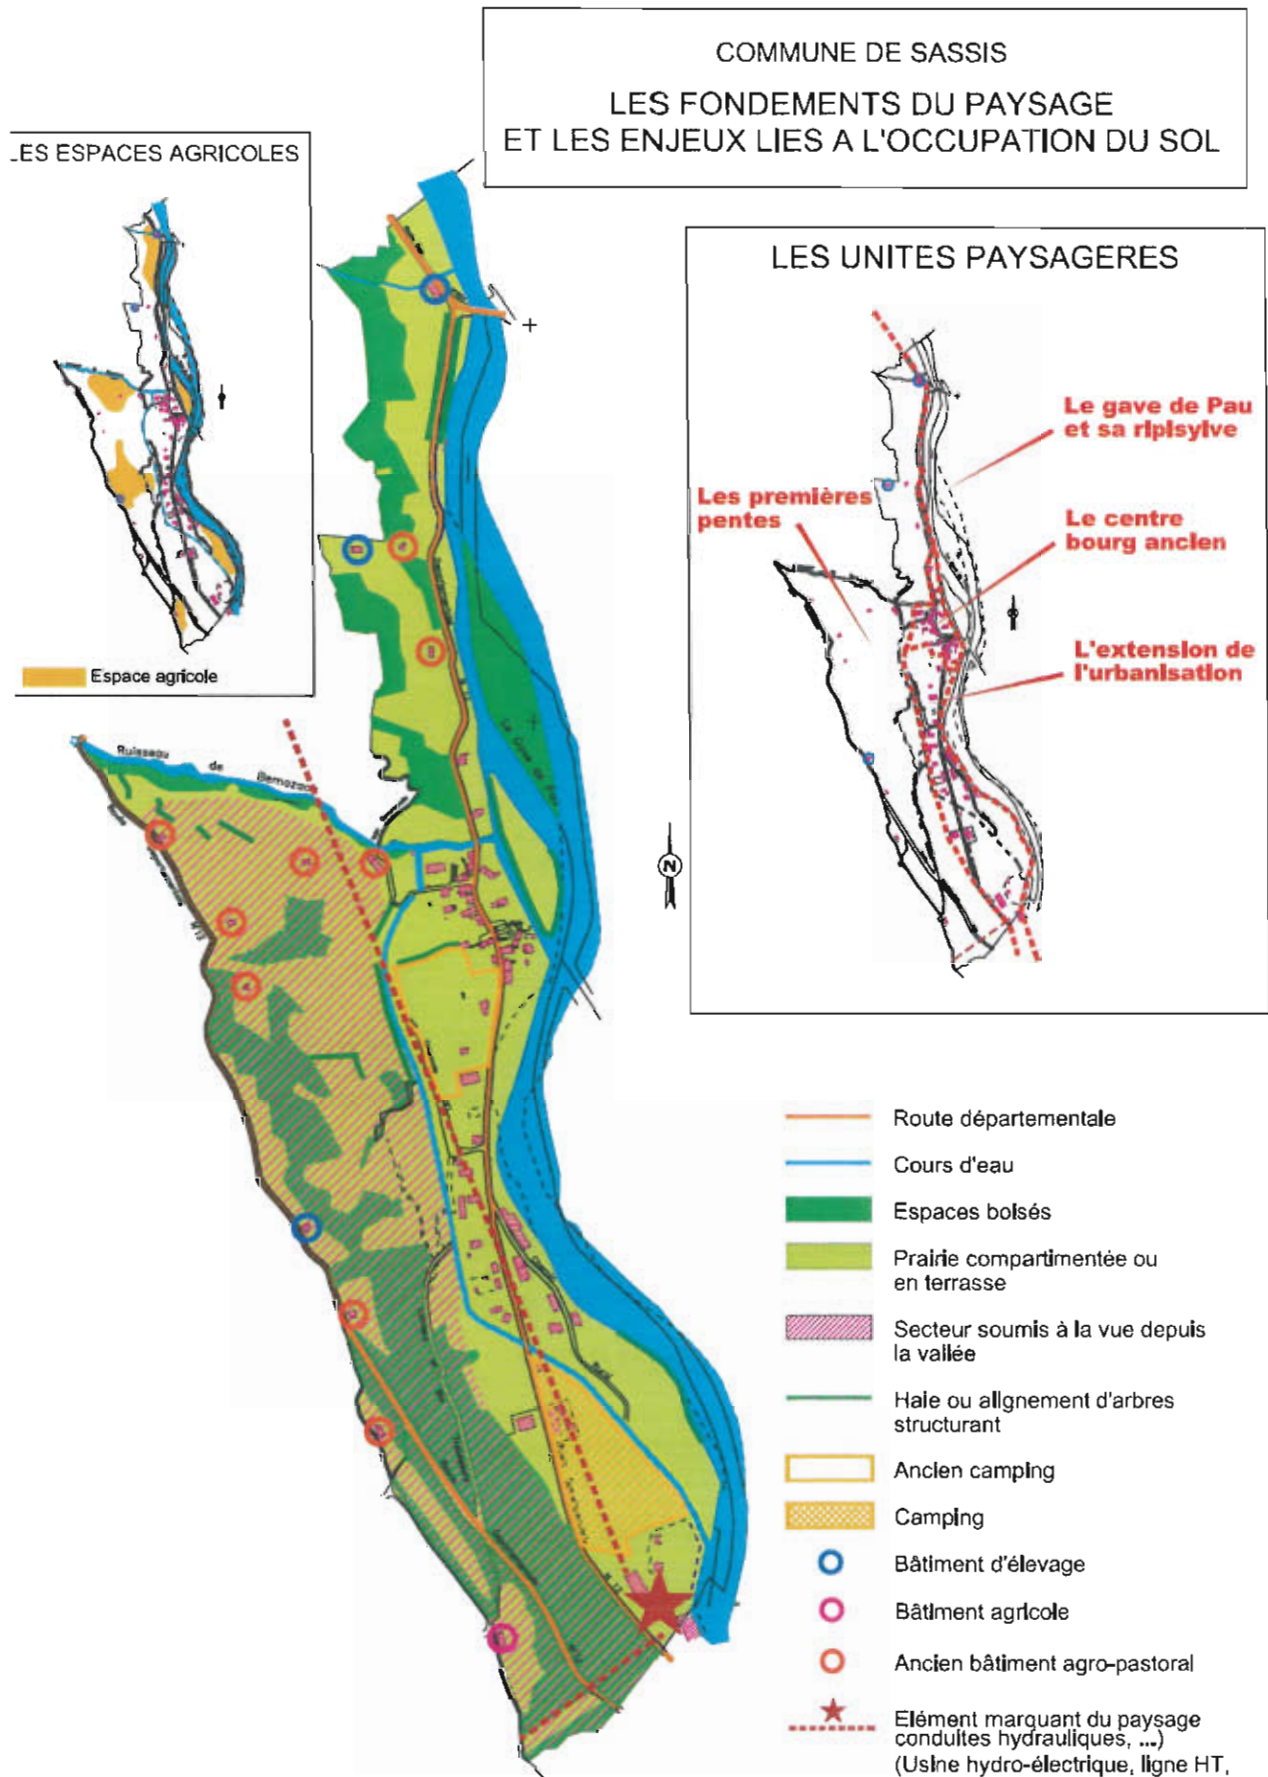 COMMUNE DE SASSIS
LES FONDEMENTS DU PAYSAGE
ET LES ENJEUX LIES A L'OCCUPATION DU SOL
LES ESPACES AGRICOLES
Espace agricole
LES UNITES PAYSAGERES
Le gave de Pau
et sa ripisylve
Les premières
pentes
Le centre
bourg ancien
L'extension de
l'urbanisation
Ruisseau
de
N
Route départementale
Cours d'eau
Espaces boisés
Prairie compartimentée ou
en terrasse
Secteur soumis à la vue depuis
la vallée
Haie ou alignement d'arbres
structurant
Ancien camping
Camping
Bâtiment d'élevage
Bâtiment agricole
Ancien bâtiment agro-pastoral
Elément marquant du paysage
conduites hydrauliques, ...)
(Usine hydro-électrique, ligne HT,